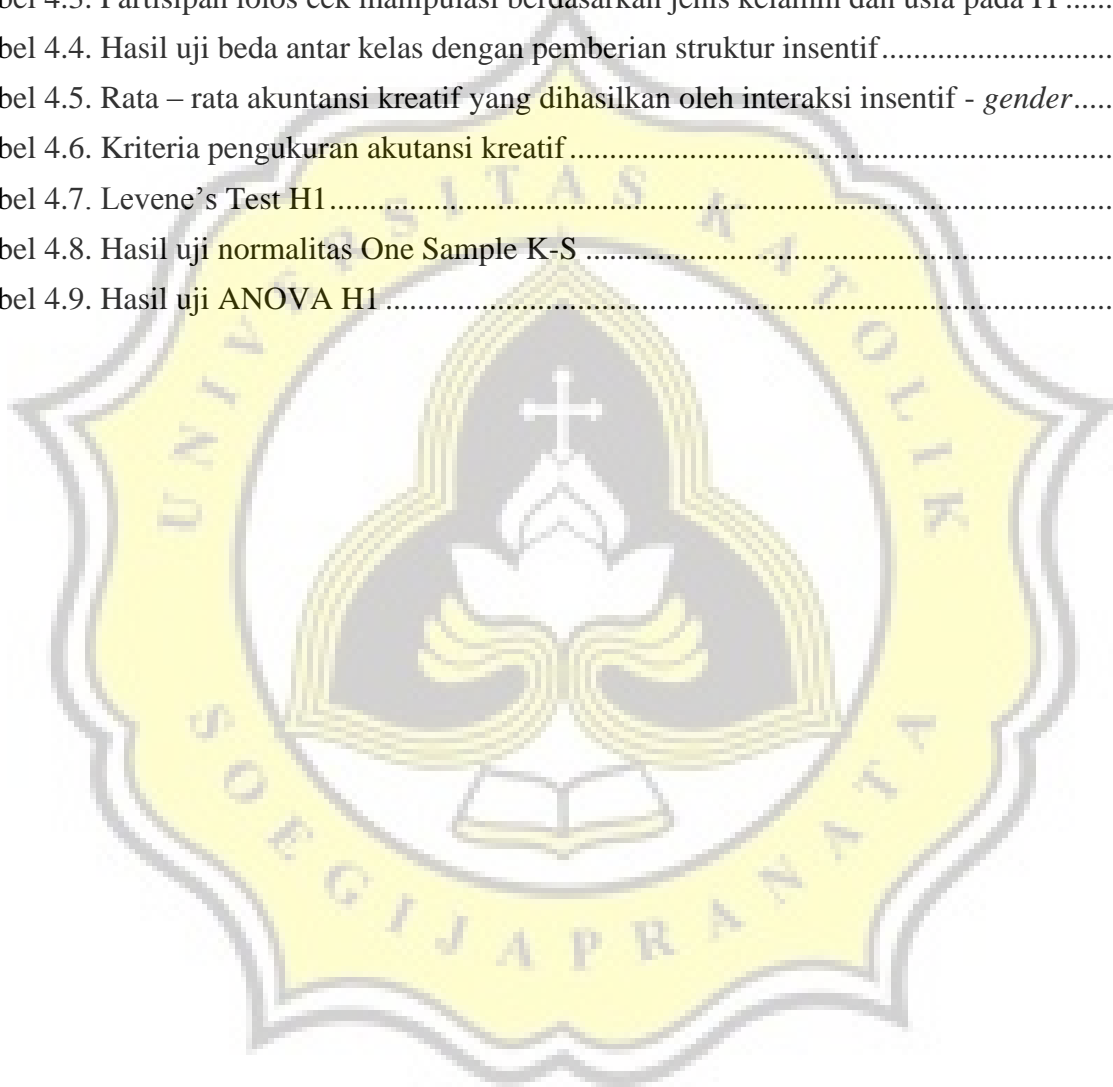 bel 4.3. Partisipan lolos cek manipulasi berdasarkan jenis kelamin dan usia pada H1.....
bel 4.4. Hasil uji beda antar kelas dengan pemberian struktur insentif.....
bel 4.5. Rata – rata akuntansi kreatif yang dihasilkan oleh interaksi insentif - gender.....
bel 4.6. Kriteria pengukuran akutansi kreatif.....
bel 4.7. Levene’s Test H1.....
bel 4.8. Hasil uji normalitas One Sample K-S .....
bel 4.9. Hasil uji ANOVA H1.....
UNIVERSITAS KATOLIK
SOEGIJAPRANATA